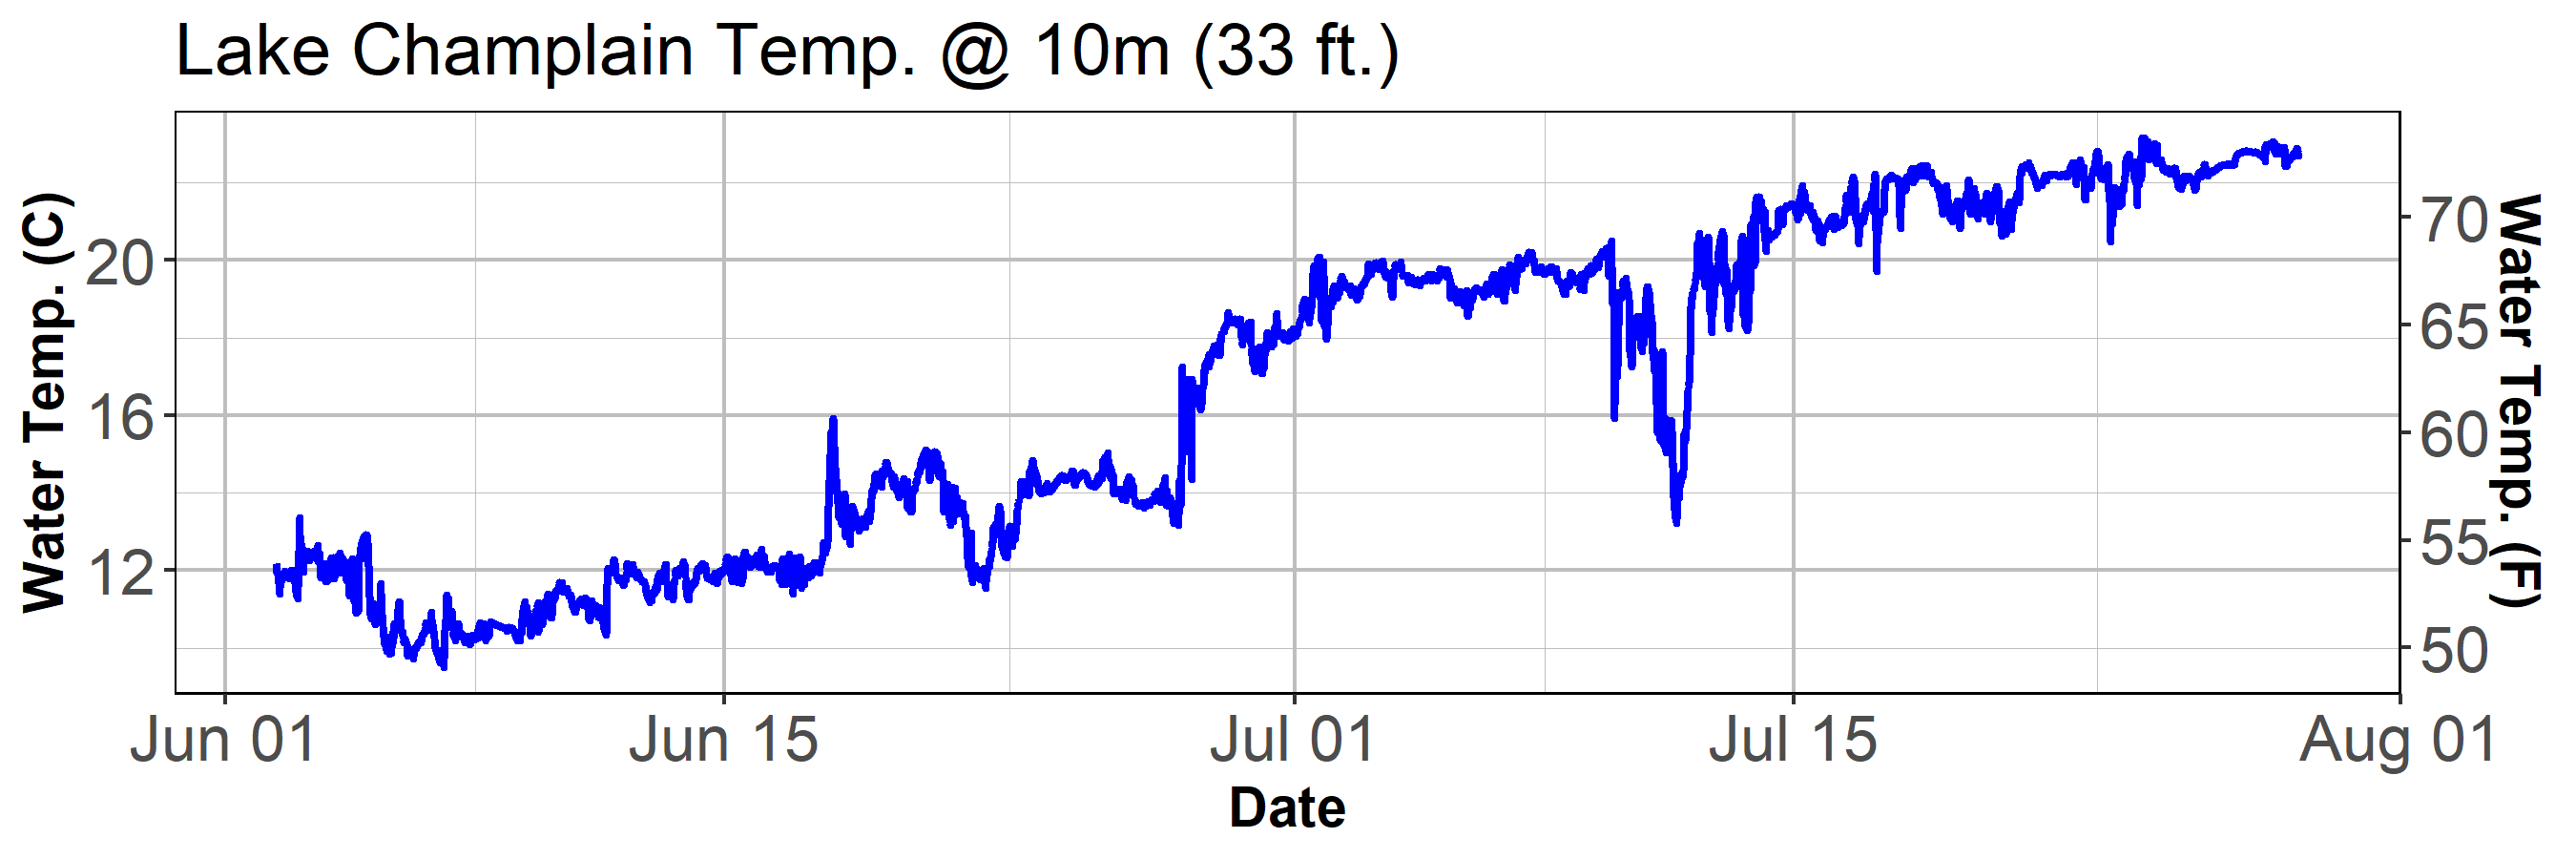 Lake Champlain Temp. @ 10m (33 ft.)
Water Temp. (C)
20
16
12
70
65
60
55
50
Water Temp. (F)
Jun 01
Jun 15
Jul 01
Jul 15
Aug 01
Date